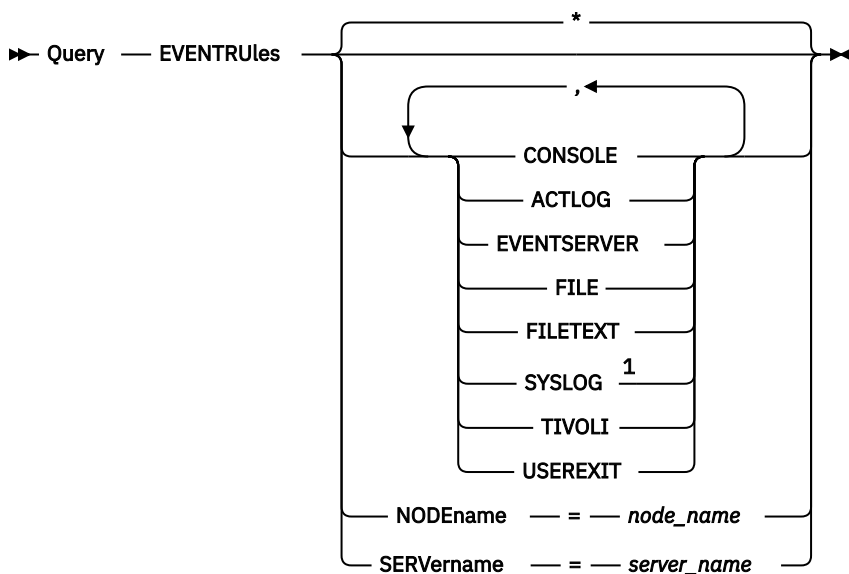 *
Query EVENTRUles
,
CONSOLE
ACTLOG
EVENTSERVER
FILE
FILETEXT
SYSLOG 1
TIVOLI
USEREXIT
NODEname = node_name
SERVername = server_name